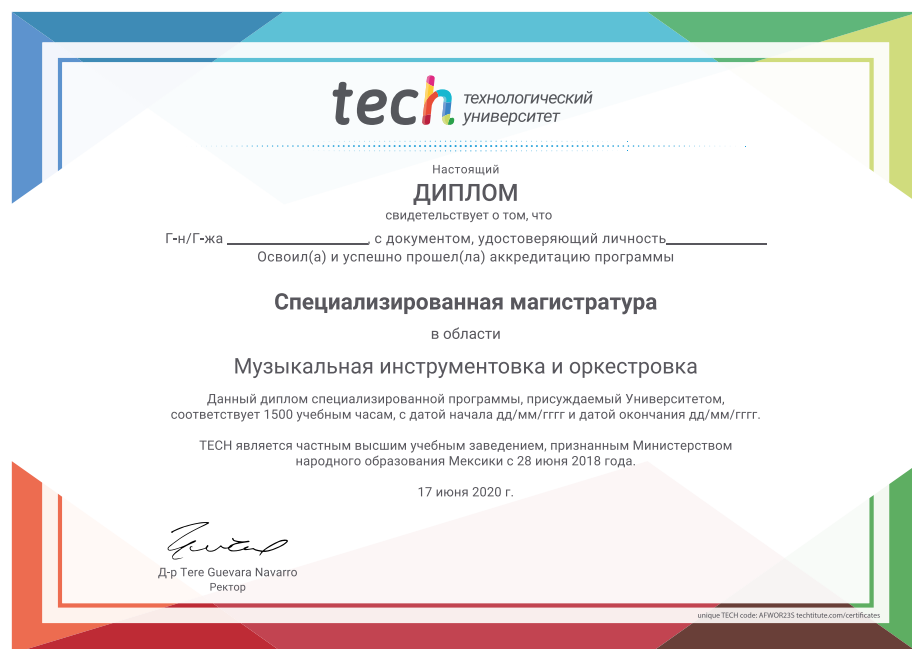 tech технологический
университет
Настоящий
ДИПЛОМ
свидетельствует о том, что
Г-н/Г-жа , с документом, удостоверяющий личность
Освоил(а) и успешно прошел(ла) аккредитацию программы
Специализированная магистратура
в области
Музыкальная инструментовка и оркестровка
Данный диплом специализированной программы, присуждаемый Университетом,
соответствует 1500 учебным часам, с датой начала дд/мм/гггг и датой окончания дд/мм/гггг.
TECH является частным высшим учебным заведением, признанным Министерством
народного образования Мексики с 28 июня 2018 года.
17 июня 2020 г.
Д-р Tere Guevara Navarro
Ректор
unique TECH code: AFWOR23S techtitute.com/certificates